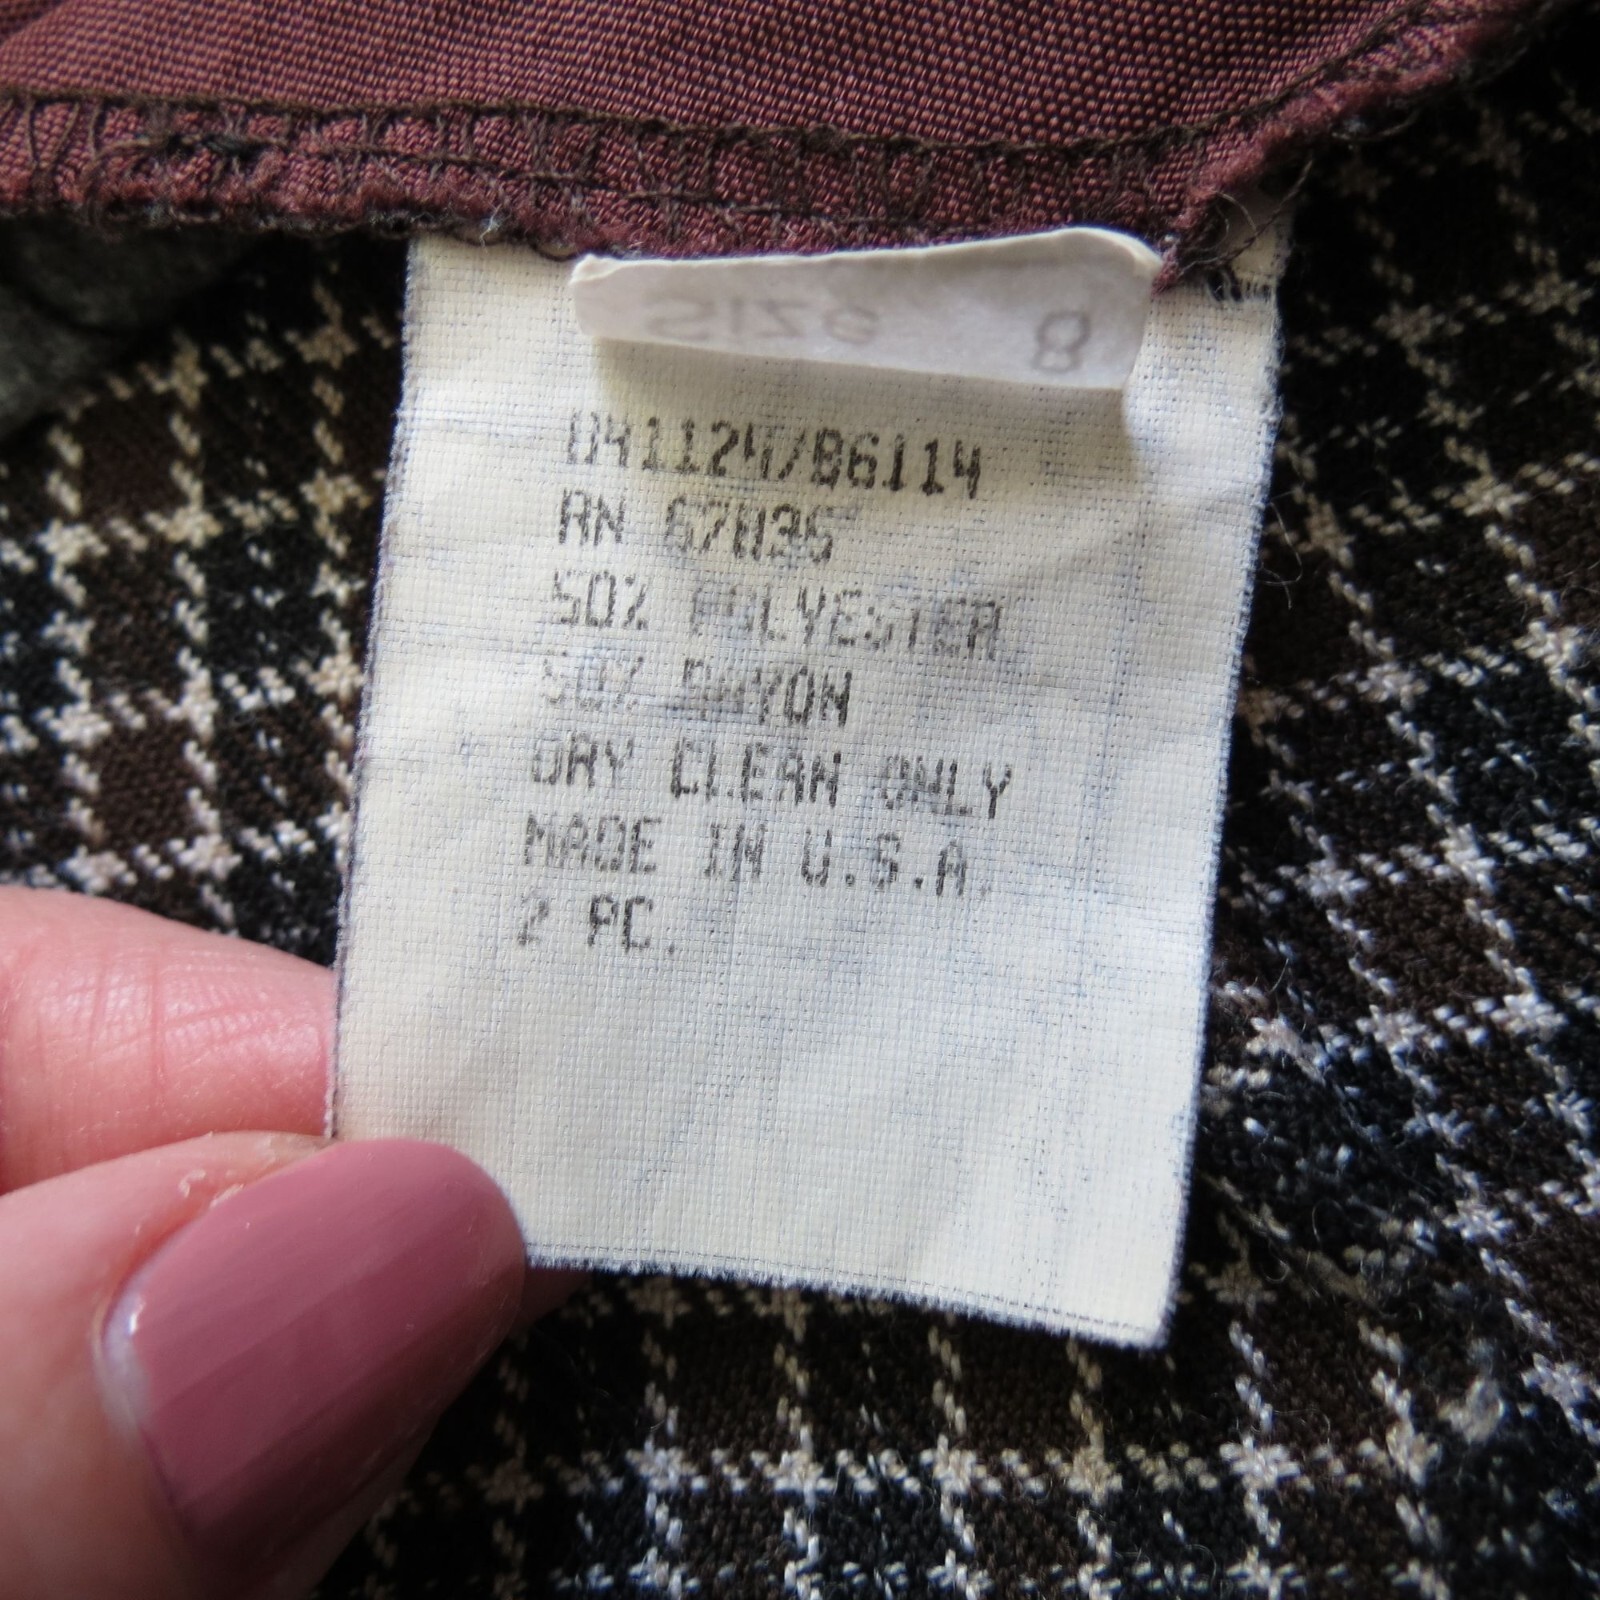 size 8
041124/86114
RN 67835
50% POLYESTER
50% RAYON
DRY CLEAN ONLY
MADE IN U.S.A.
2 PC.